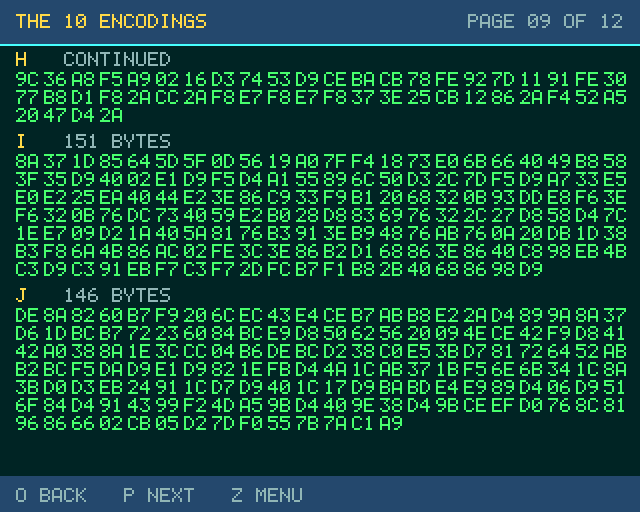 THE 10 ENCODINGS PAGE 09 OF 12
H CONTINUED
9C 36 A8 F5 A9 02 16 D3 74 53 D9 CE BA CB 78 FE 92 7D 11 91 FE 30
77 B8 D1 F8 2A CC 2A F8 E7 F8 E7 F8 37 3E 25 CB 12 86 2A F4 52 A5
20 47 D4 2A
I 151 BYTES
8A 37 1D 85 64 5D 5F 0D 56 19 A0 7F F4 18 73 E0 6B 66 40 49 B8 58
3F 35 D9 40 02 E1 D9 F5 D4 A1 55 89 6C 50 D3 2C 7D F5 D9 A7 33 E5
E0 E2 25 EA 40 44 E2 3E 86 C9 33 F9 B1 20 68 32 0B 93 DD E8 F6 3E
F6 32 0B 76 DC 73 40 59 E2 B0 28 D8 83 69 76 32 2C 27 D8 58 D4 7C
1E E7 09 D2 1A 40 5A 81 76 B3 91 3E B9 48 76 AB 76 0A 20 DB 1D 38
B3 F8 6A 4B 86 AC 02 FE 3C 3E 86 B2 D1 68 86 3E 86 40 C8 98 EB 4B
C3 D9 C3 91 EB F7 C3 F7 2D FC B7 F1 B8 2B 40 68 86 98 D9
J 146 BYTES
DE 8A 82 60 B7 F9 20 6C EC 43 E4 CE B7 AB B8 E2 2A D4 89 9A 8A 37
D6 1D BC B7 72 23 60 84 BC E9 D8 50 62 56 20 09 4E CE 42 F9 D8 41
42 A0 38 8A 1E 3C CC 04 B6 DE BC D2 38 C0 E5 3B D7 81 72 64 52 AB
B2 BC F5 DA D9 E1 D9 82 1E FB D4 4A 1C AB 37 1B F5 6E 6B 34 1C 8A
3B D0 D3 EB 24 91 1C D7 D9 40 1C 17 D9 BA BD E4 E9 89 D4 06 D9 51
6F 84 D4 91 43 99 F2 4D A5 9B D4 40 9E 38 D4 9B CE EF D0 76 8C 81
96 86 66 02 CB 05 D2 7D F0 55 7B 7A C1 A9
O BACK P NEXT Z MENU